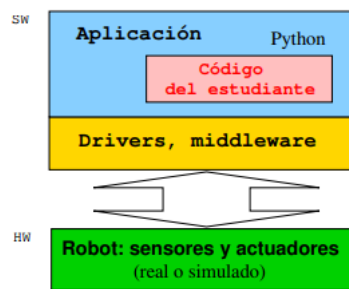 SW
Aplicación
Python
Código
del estudiante
Drivers, middleware
HW
Robot: sensores y actuadores
(real o simulado)